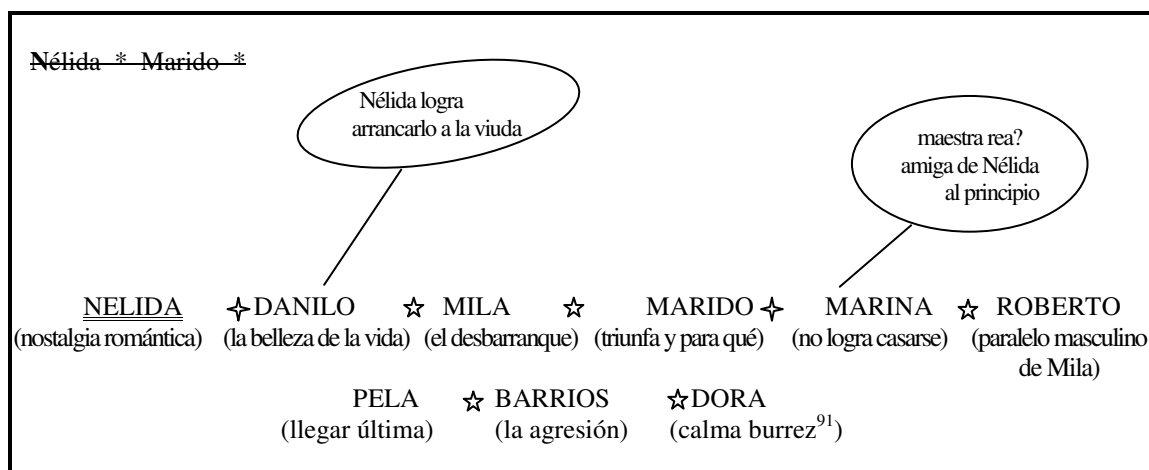 Nélida * Marido *
Nélida logra
arrancarlo a la viuda
maestra rea?
amiga de Nélida
al principio
NELIDA DANILO MILA MARIDO MARINA ROBERTO
(nostalgia romántica) (la belleza de la vida) (el desbarranque) (triunfa y para qué) (no logra casarse) (paralelo masculino
de Mila)
PELA BARRIOS DORA
(llegar última) (la agresión) (calma burrez91)